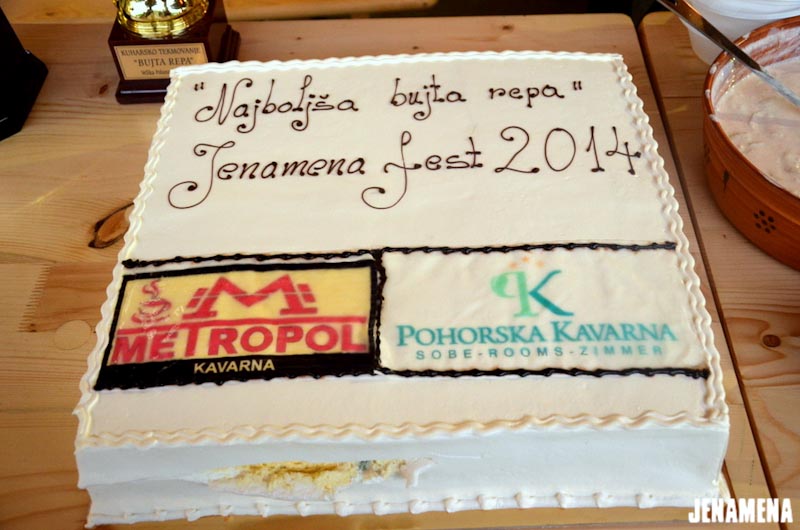 KUHARSKO TEKMOVANJE
"BUJTA REPA"
"Najboljša bujta repa"
Jenamena fest 2014
M
METROPOL
KAVARNA
PK
POHORSKA KAVARNA
SOBE-ROOMS-ZIMMER
JENAMENA